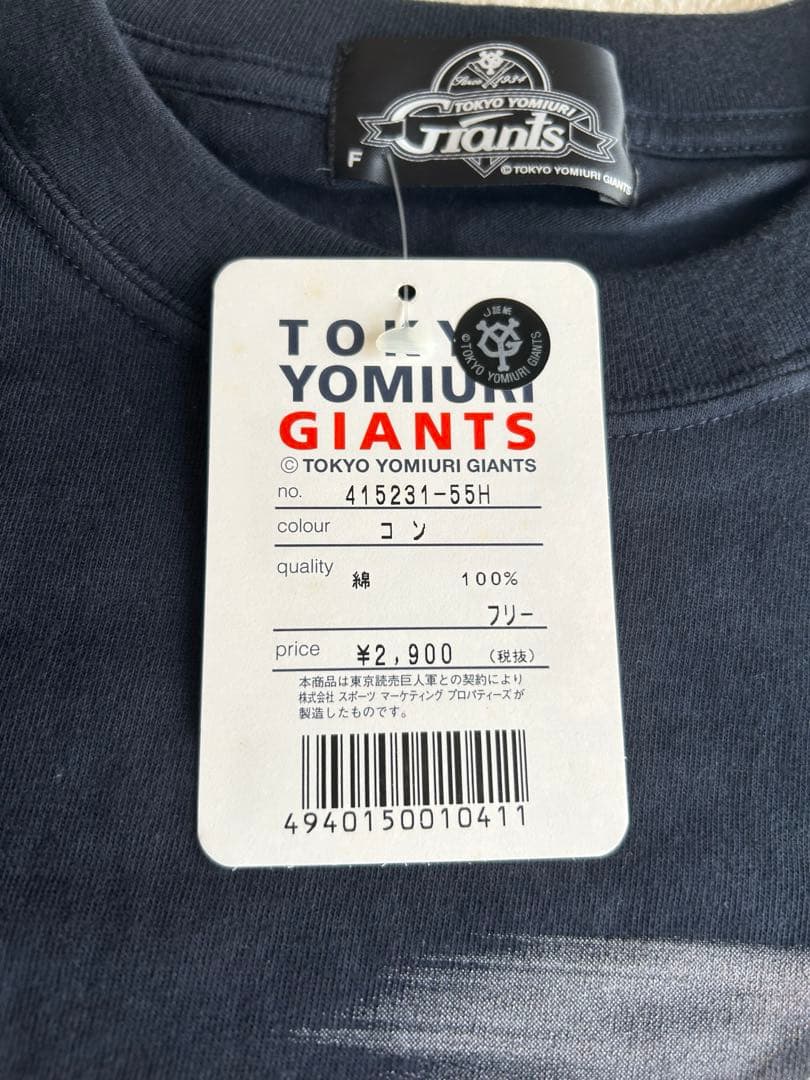 Since 1934
TOKYO YOMIURI
Giants
F
© TOKYO YOMIURI GIANTS
TOKYO
YOMIURI
GIANTS
© TOKYO YOMIURI GIANTS
J証紙
© TOKYO YOMIURI GIANTS
no. 415231-55H
colour コン
quality 綿 100%
フリー
price ¥2,900 (税抜)
本商品は東京読売巨人軍との契約により
株式会社 スポーツ マーケティング プロパティーズが
製造したものです。
4940150010411